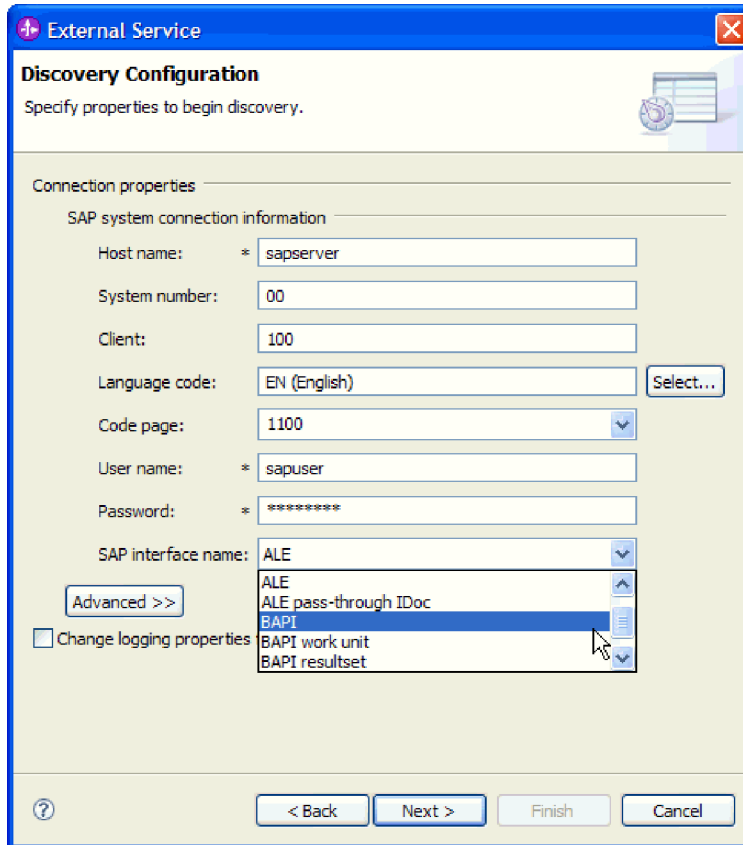 External Service
Discovery Configuration
Specify properties to begin discovery.
Connection properties
SAP system connection information
Host name: * sapserver
System number: 00
Client: 100
Language code: EN (English) Select...
Code page: 1100
User name: * sapuser
Password: * ********
SAP interface name: ALE
ALE
ALE pass-through IDoc
BAPI
BAPI work unit
BAPI resultset
Advanced >>
Change logging properties
< Back Next > Finish Cancel